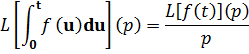 L[∫₀ᵗ f(u)du](p) = L[f(t)](p)/p